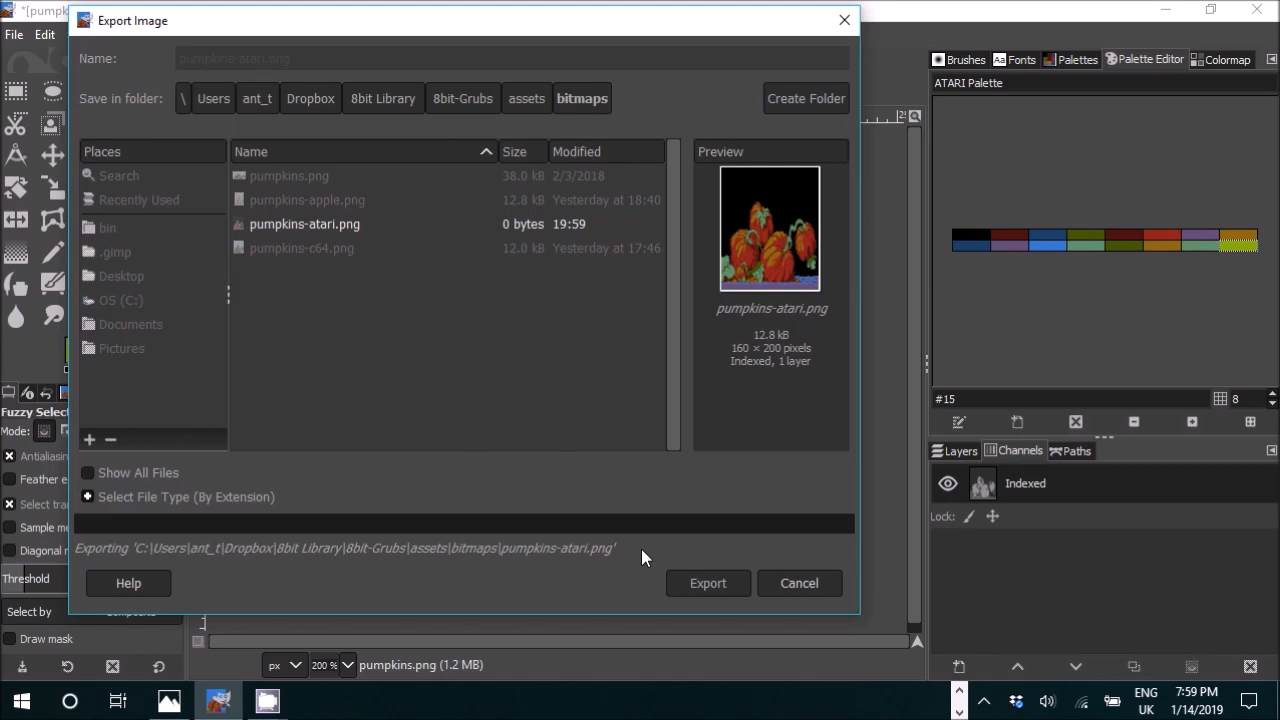 *[pumpk
Export Image
File Edit
Name: pumpkins-atari.png
Save in folder: \ Users ant_t Dropbox 8bit Library 8bit-Grubs assets bitmaps Create Folder
Places
Search
Recently Used
bin
.gimp
Desktop
OS (C:)
Documents
Pictures
Name Size Modified
pumpkins.png 38.0 kB 2/3/2018
pumpkins-apple.png 12.8 kB Yesterday at 18:40
pumpkins-atari.png 0 bytes 19:59
pumpkins-c64.png 12.0 kB Yesterday at 17:46
Preview
pumpkins-atari.png
12.8 kB
160 × 200 pixels
Indexed, 1 layer
Show All Files
Select File Type (By Extension)
Exporting 'C:\Users\ant_t\Dropbox\8bit Library\8bit-Grubs\assets\bitmaps\pumpkins-atari.png'
Help Export Cancel
Fuzzy Selec
Mode:
Antialiasin
Feather e
Select tra
Sample me
Diagonal n
Threshold
Select by
Draw mask
px 200 % pumpkins.png (1.2 MB)
Brushes Fonts Palettes Palette Editor Colormap
ATARI Palette
#15 8
Layers Channels Paths
Indexed
Lock:
ENG
UK
7:59 PM
1/14/2019